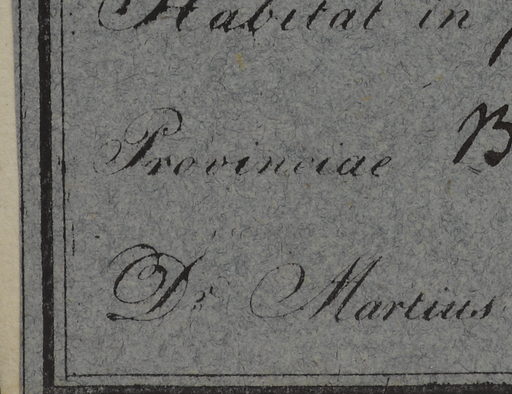 Habitat in
Provinciae
Dr Martius